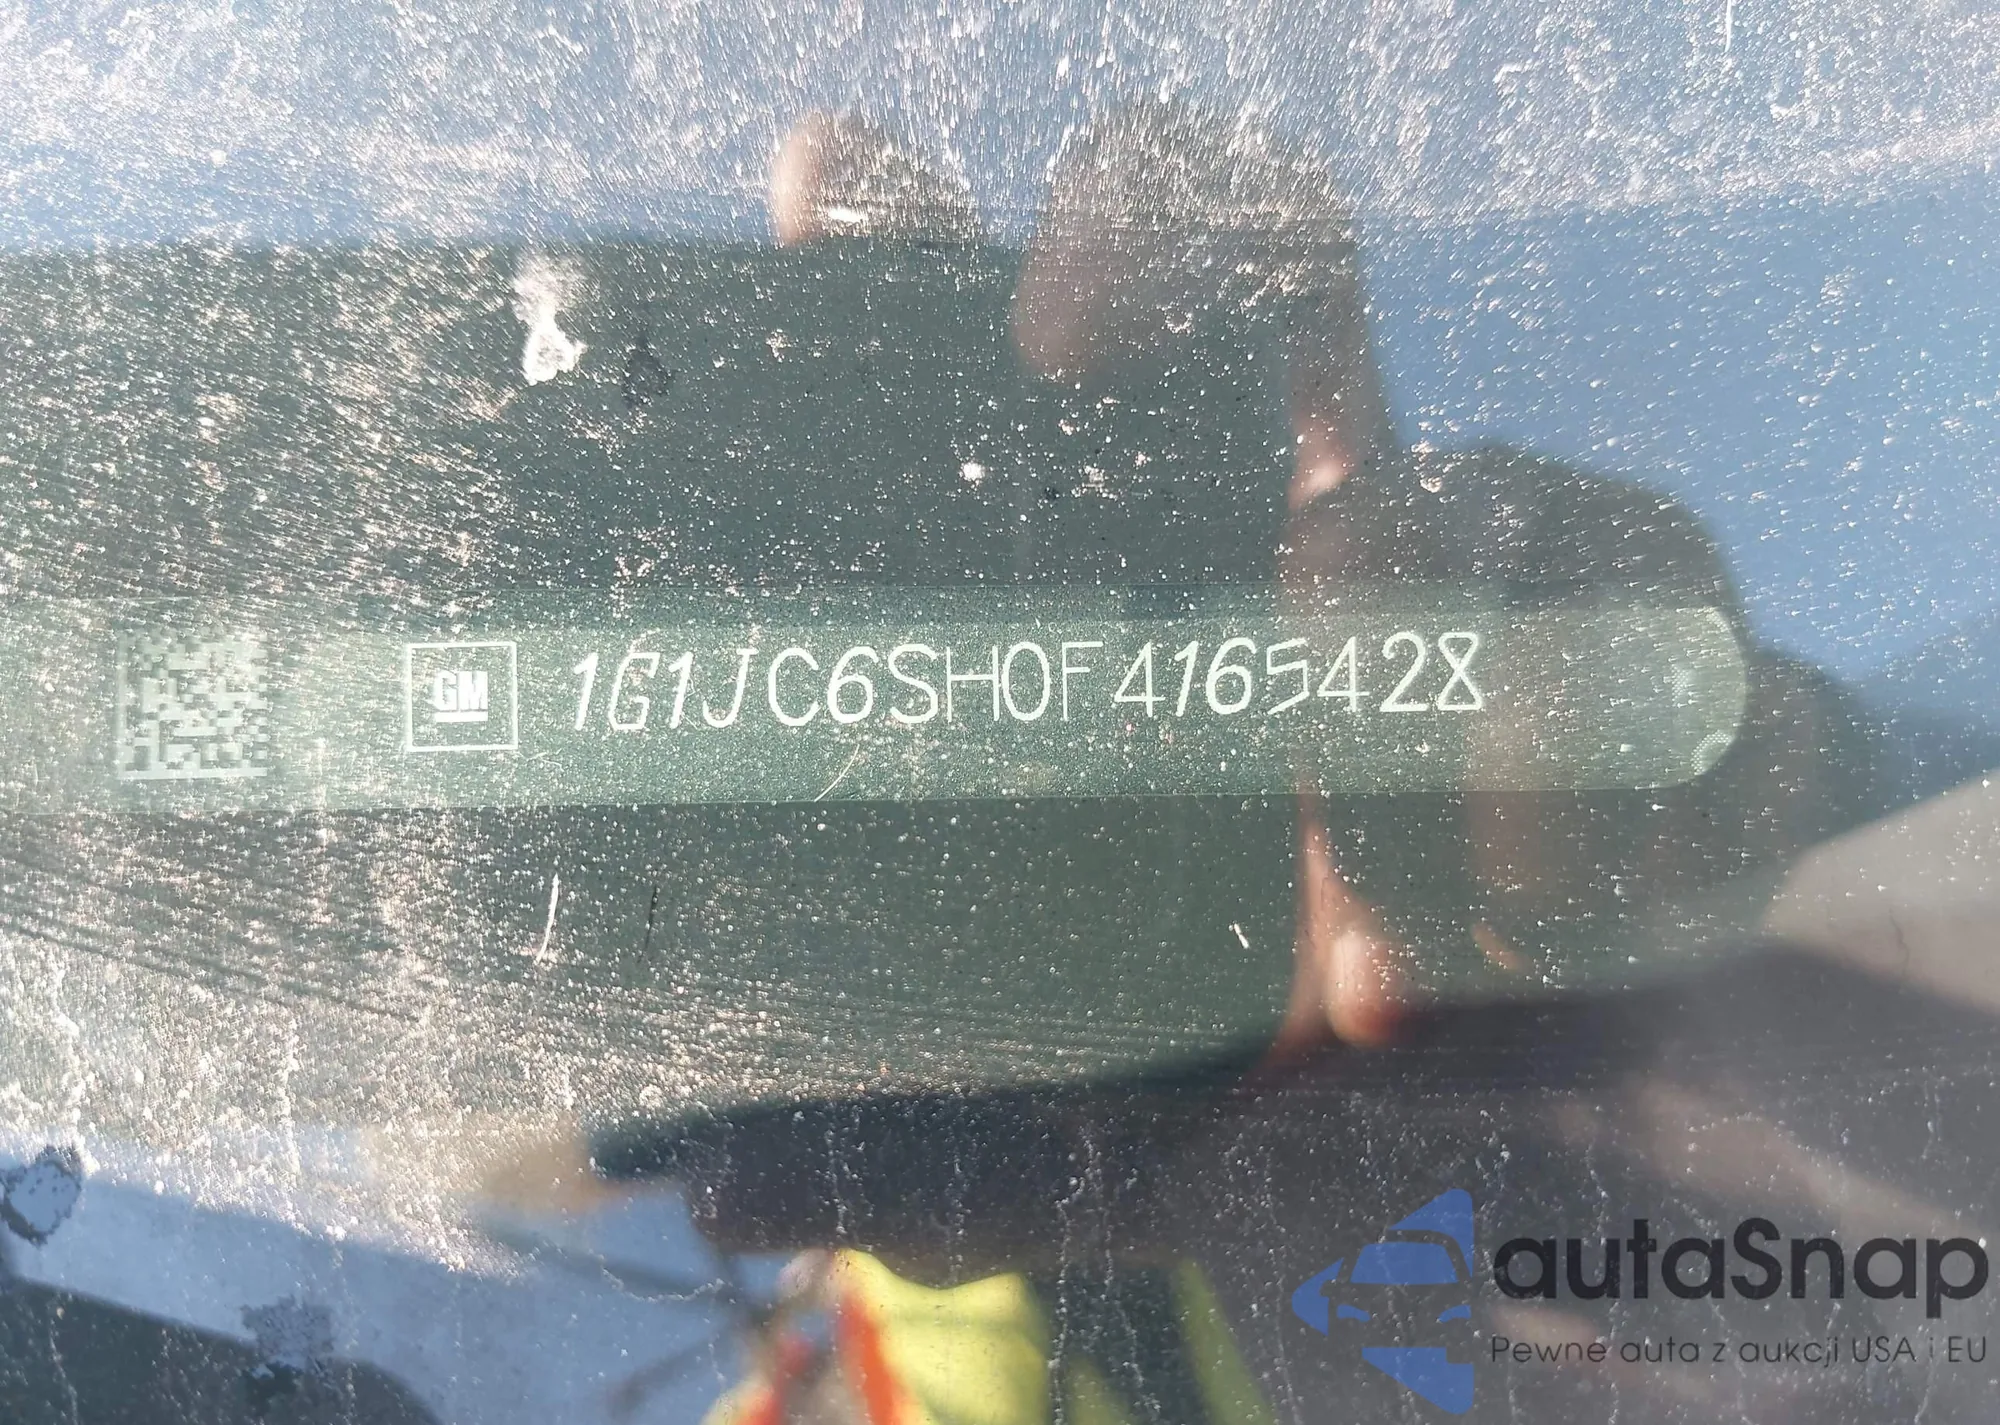 GM 1G1JC6SH0F4165428
autaSnap
Pewne auta z aukcji USA i EU